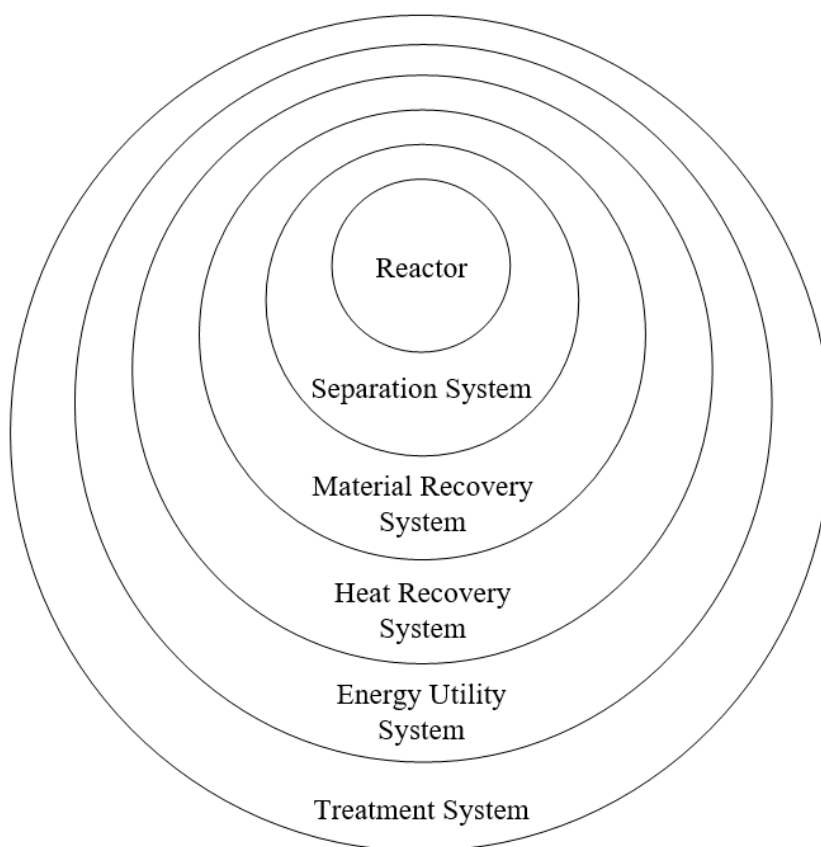 Reactor
Separation System
Material Recovery
System
Heat Recovery
System
Energy Utility
System
Treatment System